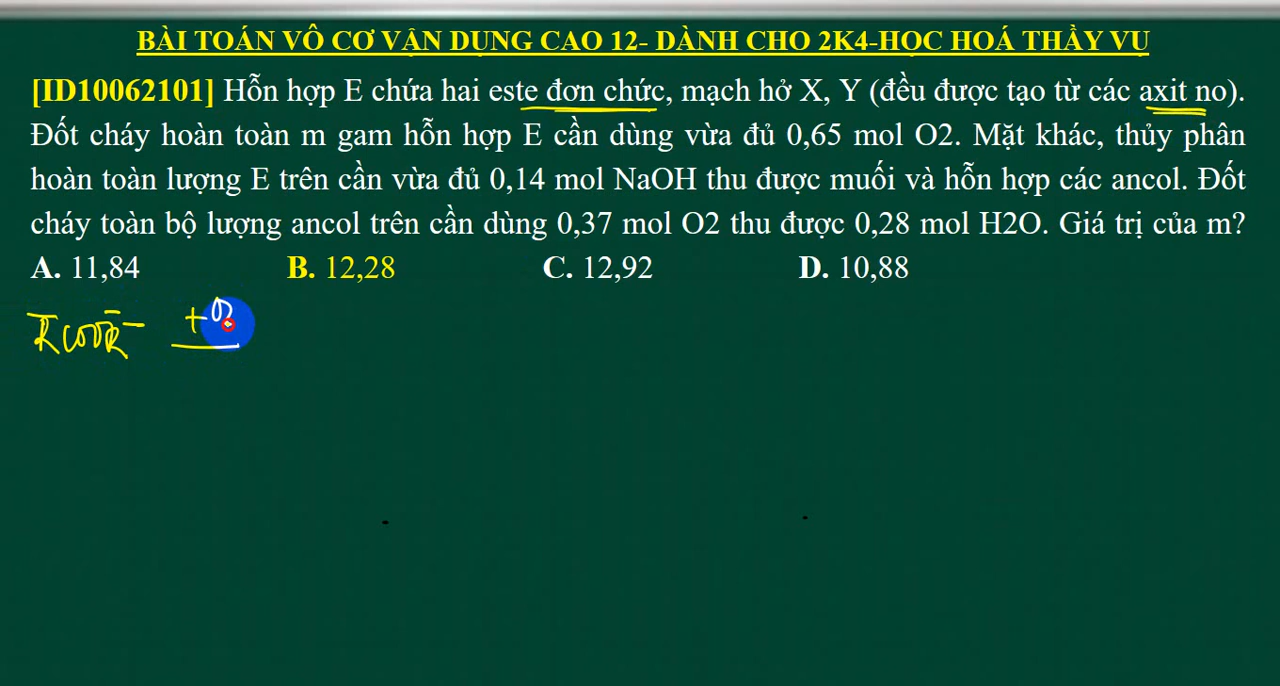 BÀI TOÁN VÔ CƠ VẬN DỤNG CAO 12- DÀNH CHO 2K4-HỌC HOÁ THẦY VỤ
[ID10062101] Hỗn hợp E chứa hai este đơn chức, mạch hở X, Y (đều được tạo từ các axit no).
Đốt cháy hoàn toàn m gam hỗn hợp E cần dùng vừa đủ 0,65 mol O2. Mặt khác, thủy phân
hoàn toàn lượng E trên cần vừa đủ 0,14 mol NaOH thu được muối và hỗn hợp các ancol. Đốt
cháy toàn bộ lượng ancol trên cần dùng 0,37 mol O2 thu được 0,28 mol H2O. Giá trị của m?
A. 11,84 B. 12,28 C. 12,92 D. 10,88